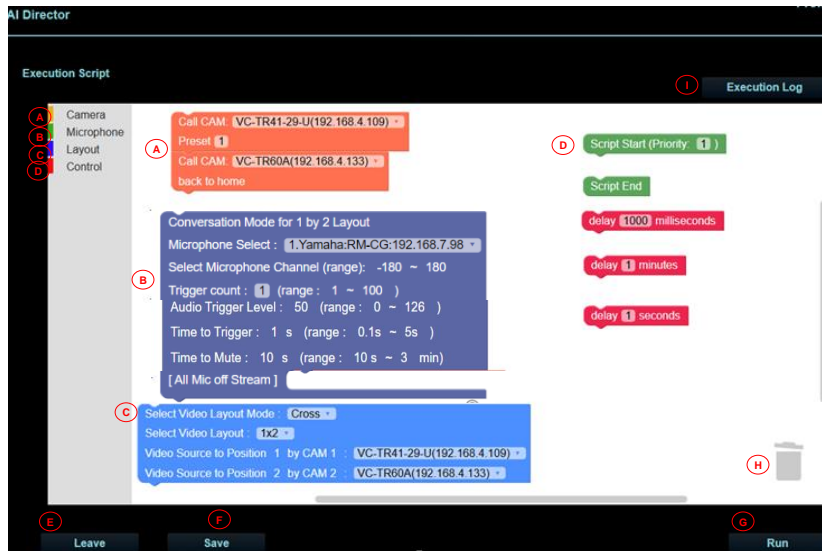 AI Director
Execution Script
I
Execution Log
A Camera
B Microphone
C Layout
D Control
A
Call CAM: VC-TR41-29-U(192.168.4.109)
Preset 1
Call CAM: VC-TR60A(192.168.4.133)
back to home
B
Conversation Mode for 1 by 2 Layout
Microphone Select : 1.Yamaha:RM-CG:192.168.7.98
Select Microphone Channel (range): -180 ~ 180
Trigger count : 1 (range : 1 ~ 100 )
Audio Trigger Level : 50 (range : 0 ~ 126 )
Time to Trigger : 1 s (range : 0.1s ~ 5s )
Time to Mute : 10 s (range : 10 s ~ 3 min)
[ All Mic off Stream ]
C
Select Video Layout Mode : Cross
Select Video Layout : 1x2
Video Source to Position 1 by CAM 1 : VC-TR41-29-U(192.168.4.109)
Video Source to Position 2 by CAM 2 : VC-TR60A(192.168.4.133)
D
Script Start (Priority: 1 )
Script End
delay 1000 milliseconds
delay 1 minutes
delay 1 seconds
H
E
Leave
F
Save
G
Run